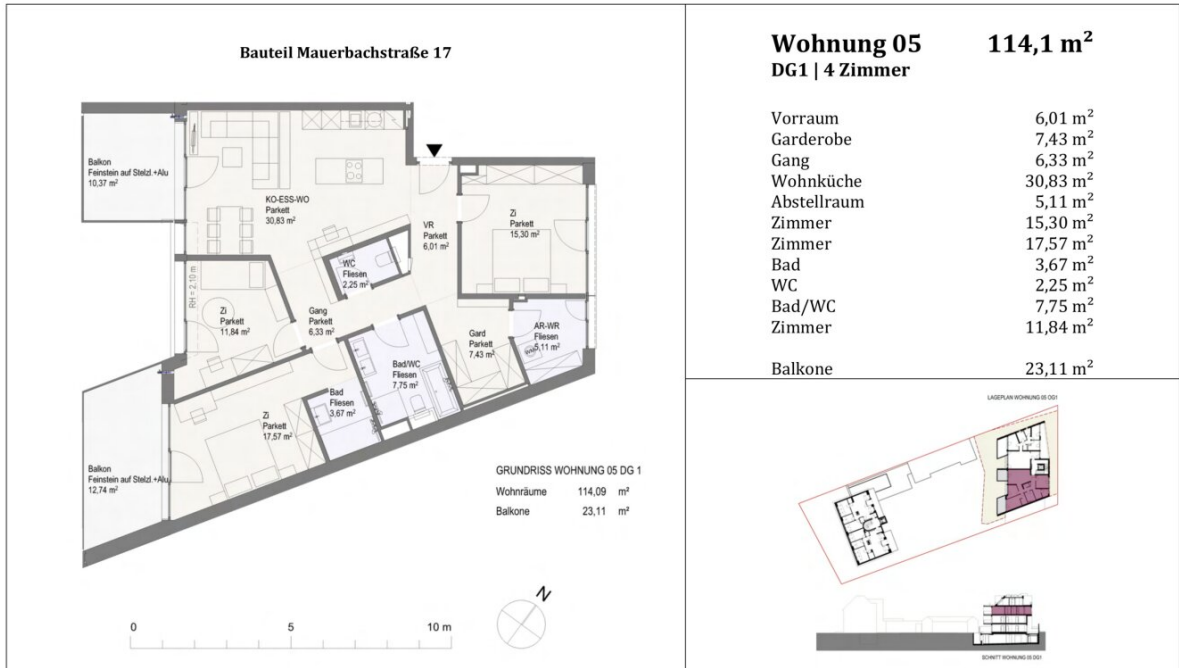 Bauteil Mauerbachstraße 17
Balkon
Feinstein auf Stelzl.+Alu
10,37 m²
KO-ESS-WO
Parkett
30,83 m²
VR
Parkett
6,01 m²
Zi
Parkett
15,30 m²
WC
Fliesen
2,25 m²
RH = 2.10 m
Zi
Parkett
11,84 m²
Gang
Parkett
6,33 m²
Gard
Parkett
7,43 m²
AR-WR
Fliesen
5,11 m²
Bad/WC
Fliesen
7,75 m²
Bad
Fliesen
3,67 m²
Zi
Parkett
17,57 m²
Balkon
Feinstein auf Stelzl.+Alu
12,74 m²
GRUNDRISS WOHNUNG 05 DG 1
Wohnräume 114,09 m²
Balkone 23,11 m²
N
0 5 10 m
Wohnung 05 114,1 m²
DG1 | 4 Zimmer
Vorraum 6,01 m²
Garderobe 7,43 m²
Gang 6,33 m²
Wohnküche 30,83 m²
Abstellraum 5,11 m²
Zimmer 15,30 m²
Zimmer 17,57 m²
Bad 3,67 m²
WC 2,25 m²
Bad/WC 7,75 m²
Zimmer 11,84 m²
Balkone 23,11 m²
LAGEPLAN WOHNUNG 05 DG1
SCHNITT WOHNUNG 05 DG1